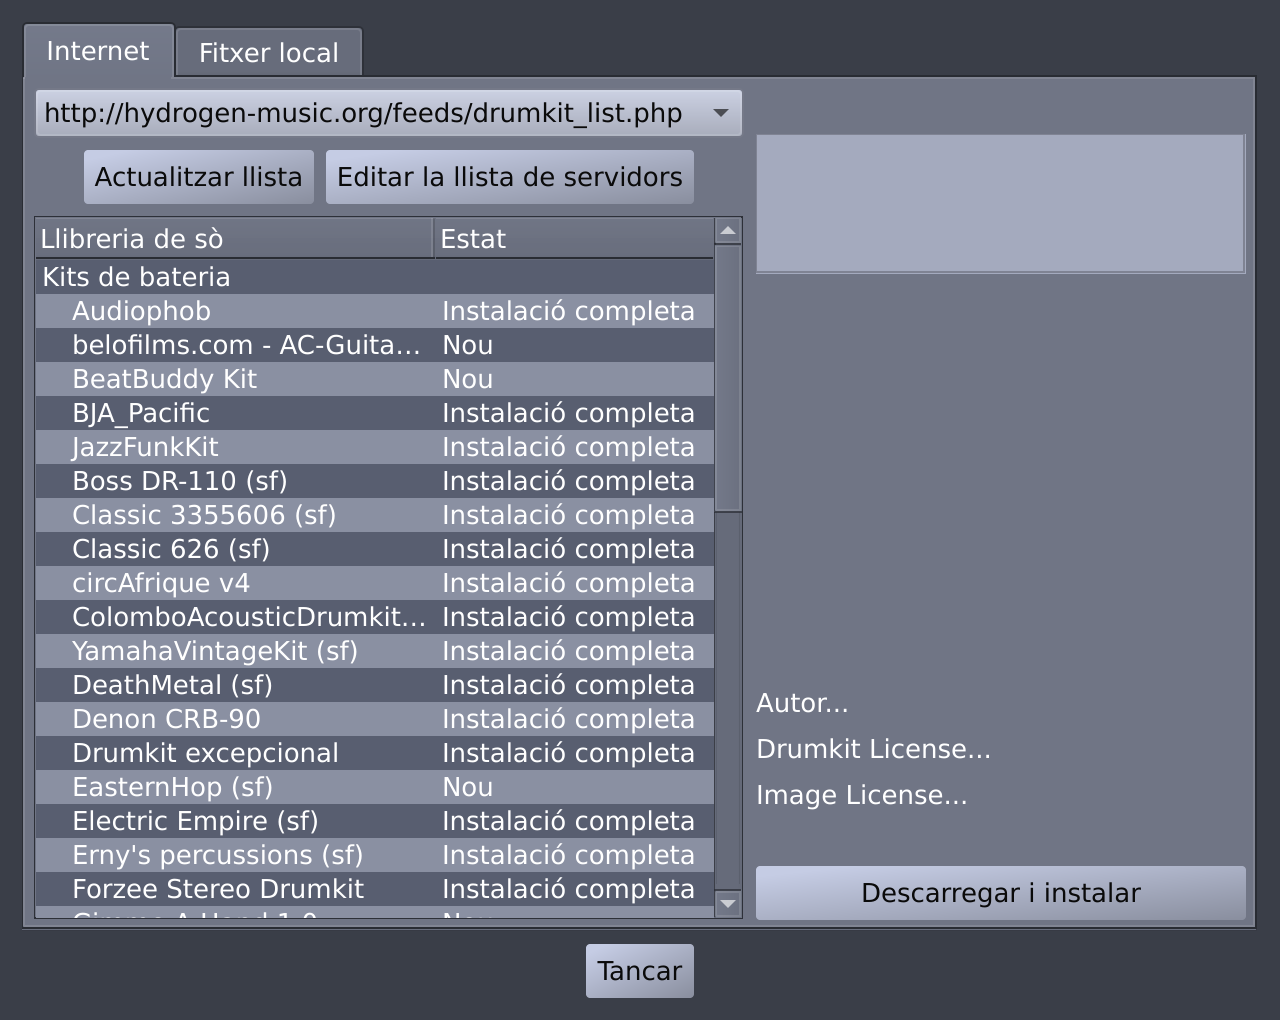 Internet
Fitxer local
http://hydrogen-music.org/feeds/drumkit_list.php
Actualitzar llista
Editar la llista de servidors
Llibreria de sò Estat
Kits de bateria
Audiophob Instalació completa
belofilms.com - AC-Guita... Nou
BeatBuddy Kit Nou
BJA_Pacific Instalació completa
JazzFunkKit Instalació completa
Boss DR-110 (sf) Instalació completa
Classic 3355606 (sf) Instalació completa
Classic 626 (sf) Instalació completa
circAfrique v4 Instalació completa
ColomboAcousticDrumkit... Instalació completa
YamahaVintageKit (sf) Instalació completa
DeathMetal (sf) Instalació completa
Denon CRB-90 Instalació completa
Drumkit excepcional Instalació completa
EasternHop (sf) Nou
Electric Empire (sf) Instalació completa
Erny's percussions (sf) Instalació completa
Forzee Stereo Drumkit Instalació completa
Autor...
Drumkit License...
Image License...
Descarregar i instalar
Tancar